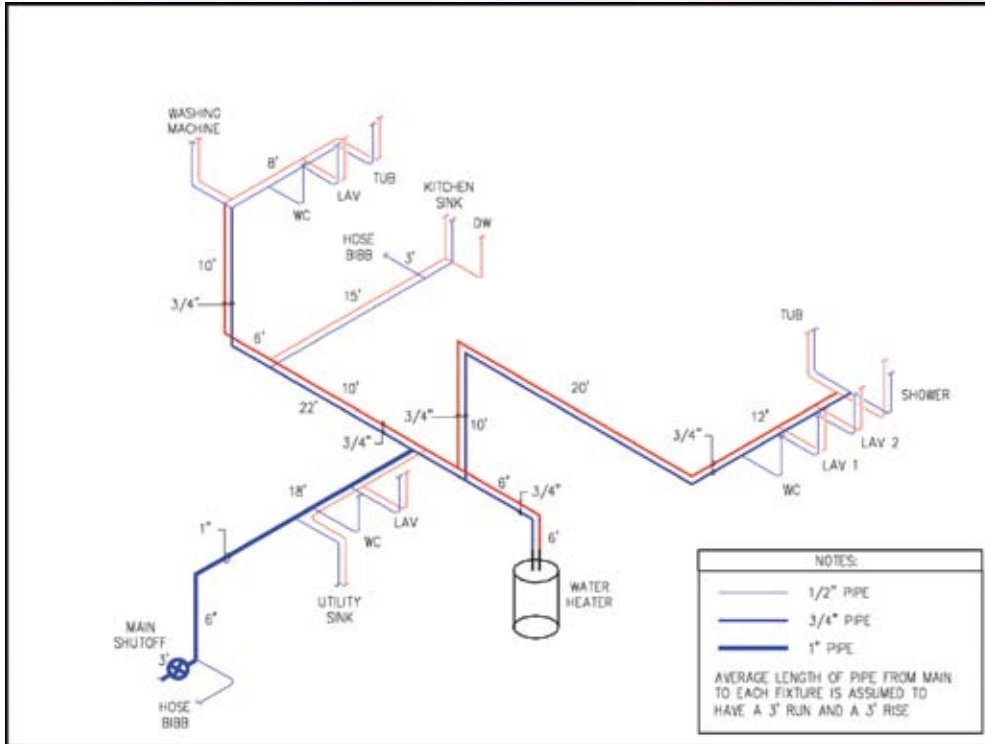 WASHING
MACHINE
8'
TUB
LAV
WC
KITCHEN
SINK
DW
HOSE
BIBB
3'
10'
15'
3/4"
6'
TUB
10'
20'
SHOWER
22'
3/4"
10'
12'
3/4"
3/4"
LAV 2
LAV 1
6'
WC
18'
3/4"
LAV
1"
WC
6'
WATER
HEATER
UTILITY
SINK
6"
MAIN
SHUTOFF
3'
HOSE
BIBB
NOTES:
1/2" PIPE
3/4" PIPE
1" PIPE
AVERAGE LENGTH OF PIPE FROM MAIN
TO EACH FIXTURE IS ASSUMED TO
HAVE A 3' RUN AND A 3' RISE